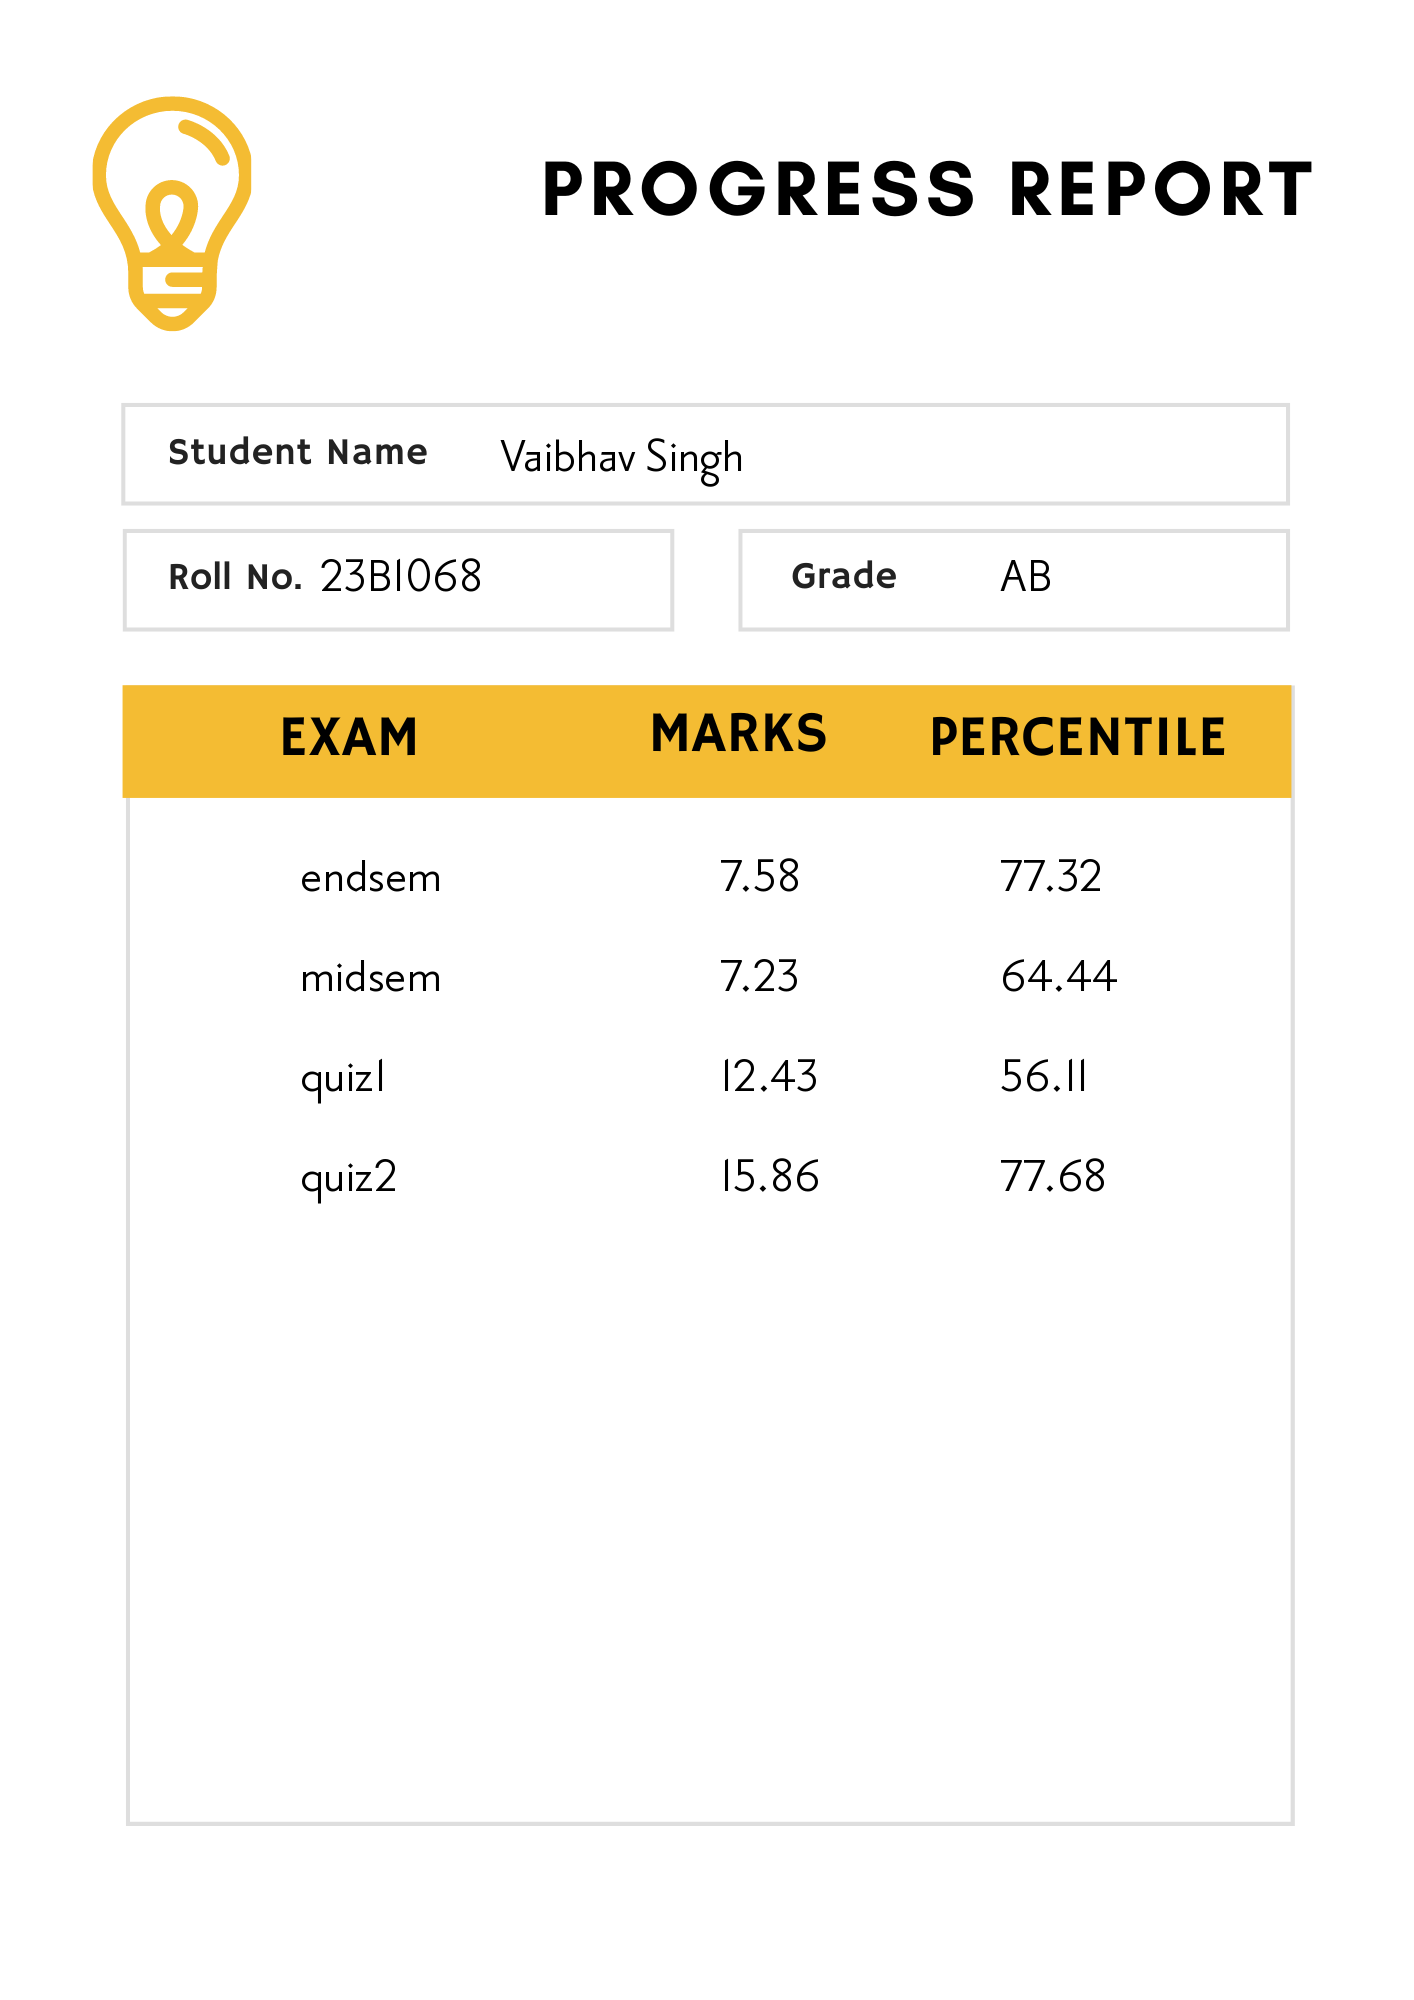 PROGRESS REPORT
Student Name Vaibhav Singh
Roll No. 23B1068 Grade AB
EXAM MARKS PERCENTILE
endsem 7.58 77.32
midsem 7.23 64.44
quiz1 12.43 56.11
quiz2 15.86 77.68